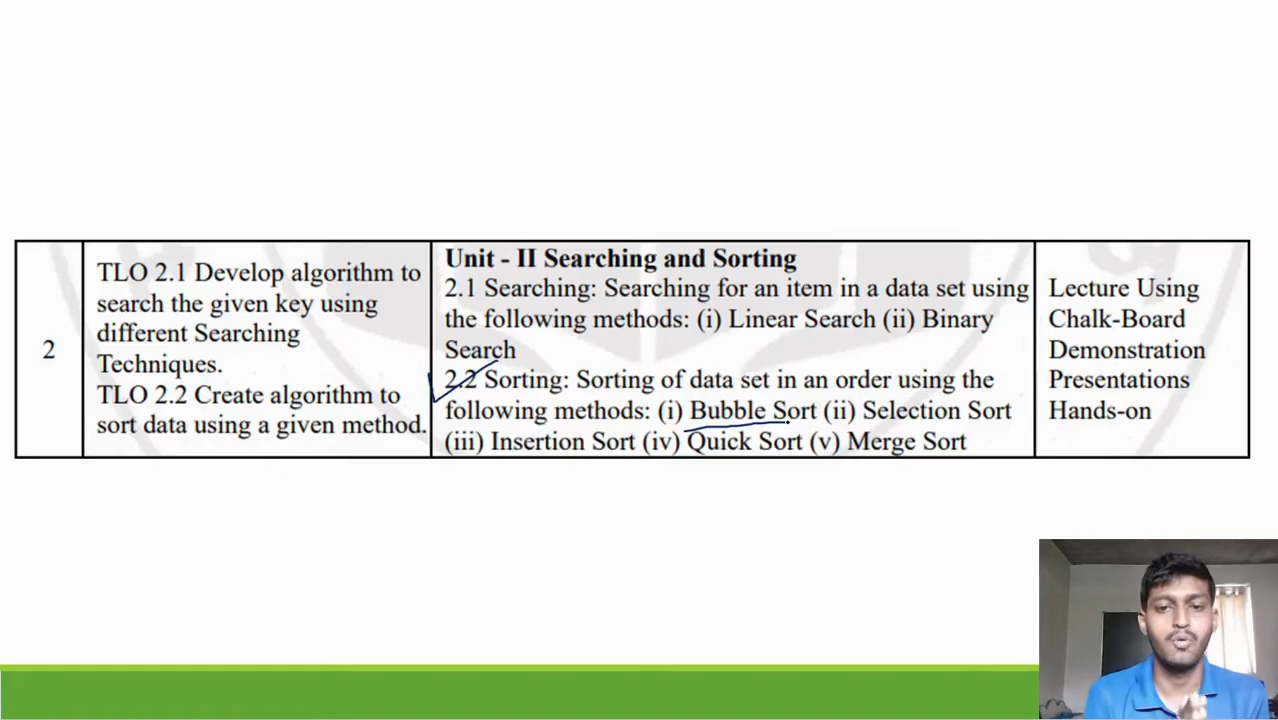 2
TLO 2.1 Develop algorithm to
search the given key using
different Searching
Techniques.
TLO 2.2 Create algorithm to
sort data using a given method.
Unit - II Searching and Sorting
2.1 Searching: Searching for an item in a data set using
the following methods: (i) Linear Search (ii) Binary
Search
2.2 Sorting: Sorting of data set in an order using the
following methods: (i) Bubble Sort (ii) Selection Sort
(iii) Insertion Sort (iv) Quick Sort (v) Merge Sort
Lecture Using
Chalk-Board
Demonstration
Presentations
Hands-on